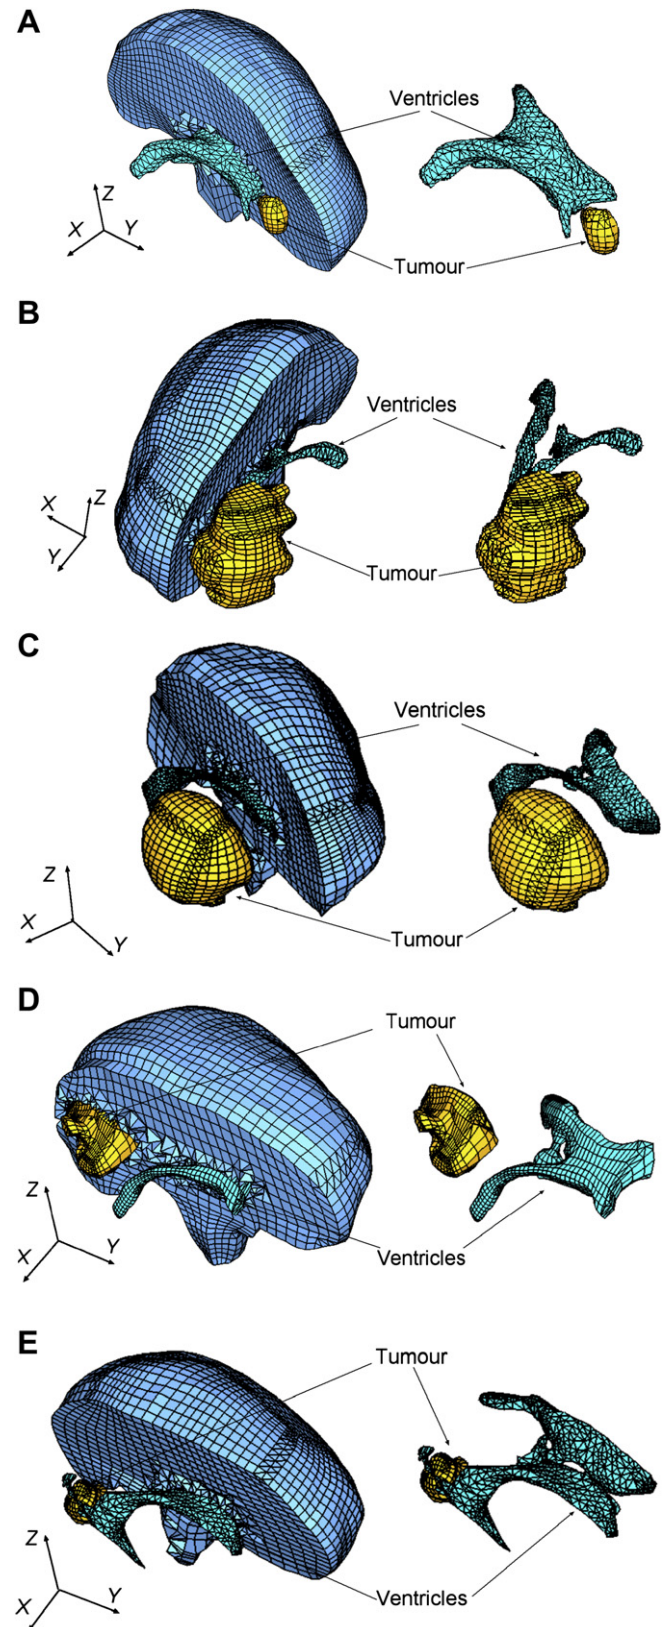 A
Ventricles
Z
X Y
Tumour
B
Ventricles
X Z
Y
Tumour
C
Ventricles
Z
X
Y
Tumour
D
Tumour
Z
X Y
Ventricles
E
Tumour
Z
Y
X
Ventricles